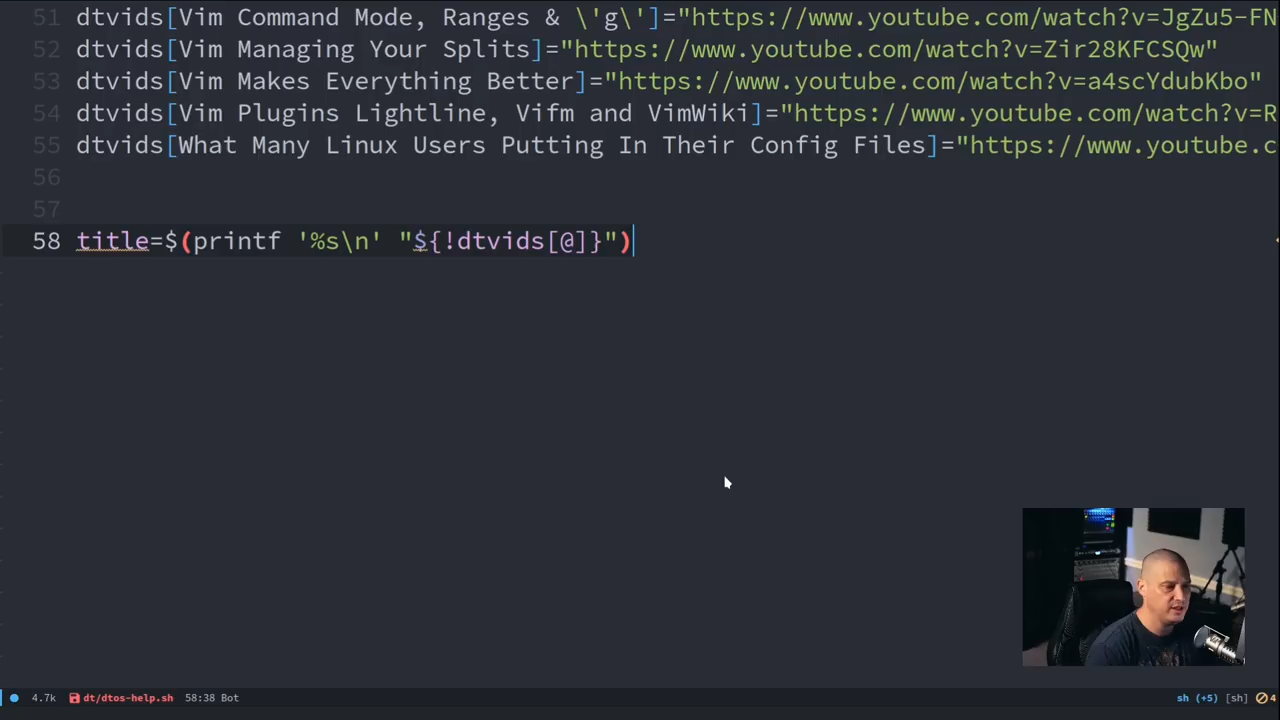 51 dtvids[Vim Command Mode, Ranges & \'g\']="https://www.youtube.com/watch?v=JgZu5-FN
52 dtvids[Vim Managing Your Splits]="https://www.youtube.com/watch?v=Zir28KFCSQw"
53 dtvids[Vim Makes Everything Better]="https://www.youtube.com/watch?v=a4scYdubKbo"
54 dtvids[Vim Plugins Lightline, Vifm and VimWiki]="https://www.youtube.com/watch?v=R
55 dtvids[What Many Linux Users Putting In Their Config Files]="https://www.youtube.c
56
57
58 title=$(printf '%s\n' "${!dtvids[@]}")
4.7k dt/dtos-help.sh 58:38 Bot sh (+5) [sh] 4